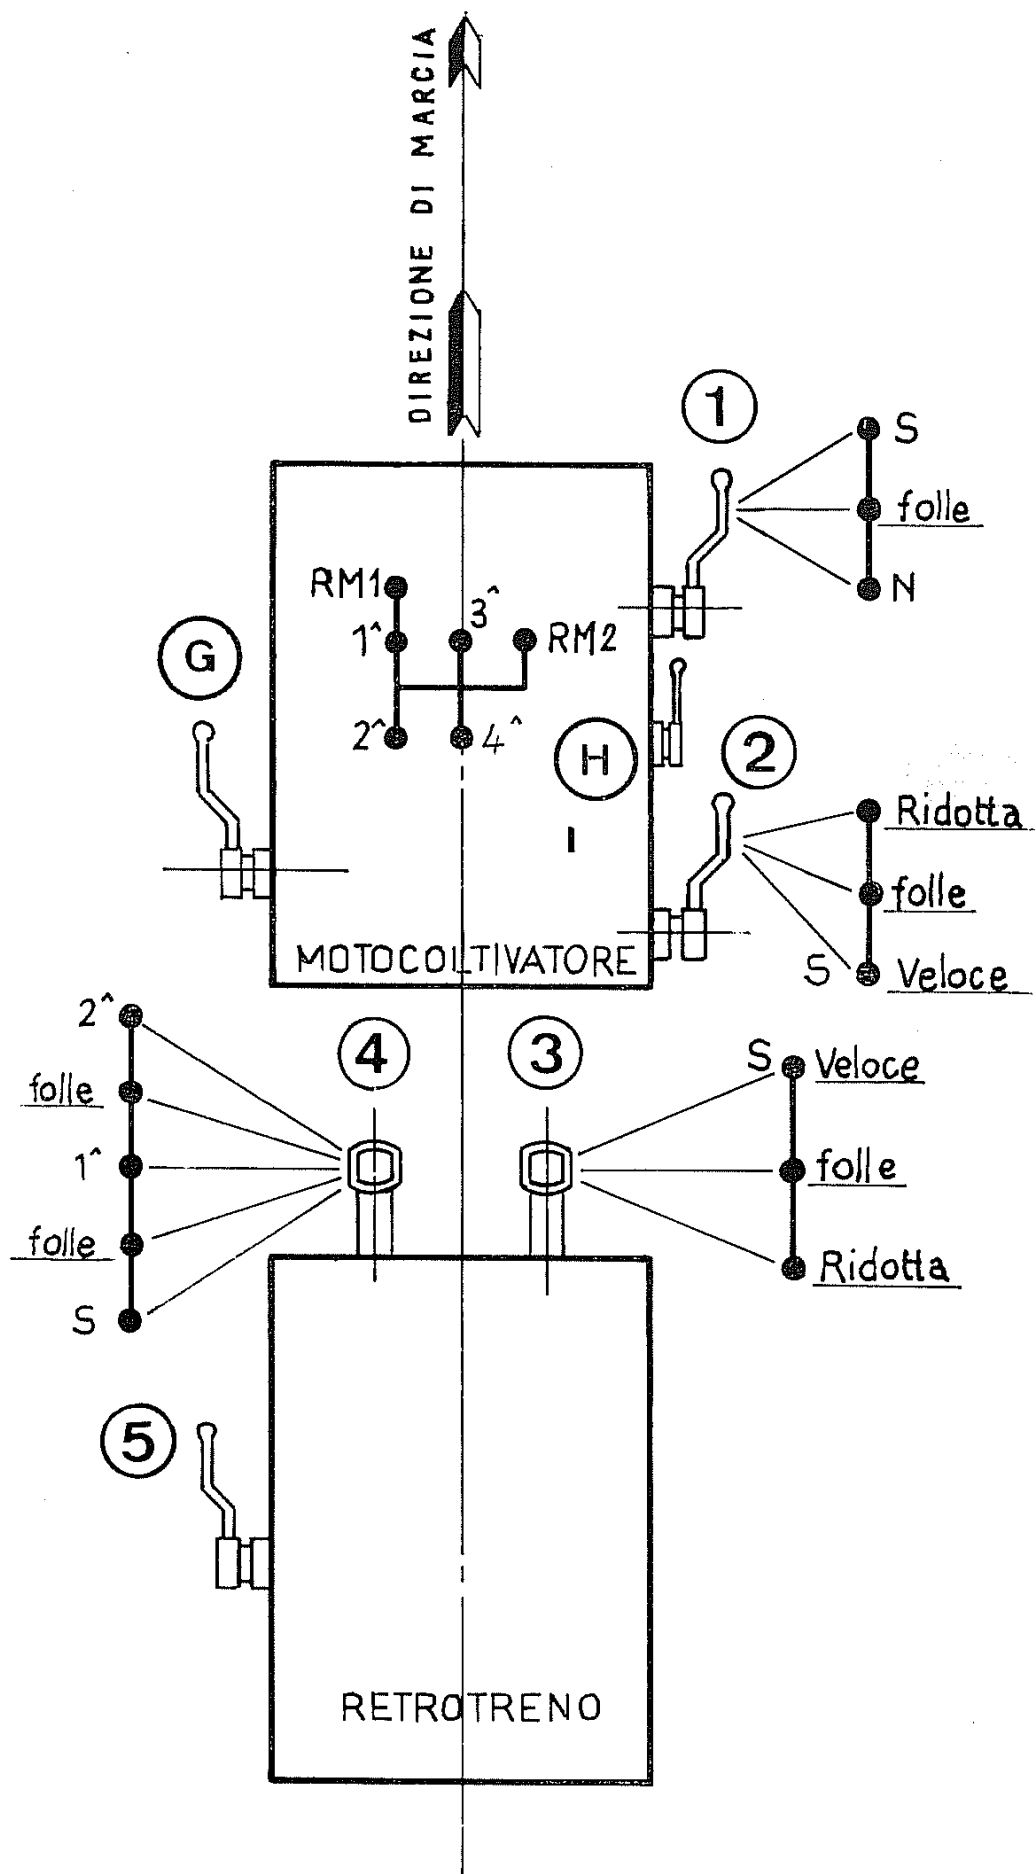 DIREZIONE DI MARCIA
1
S
folle
N
RM1
1^
2^
3^
4^
RM2
G
H
I
2
Ridotta
folle
S Veloce
MOTOCOLTIVATORE
4
2^
folle
1^
folle
S
3
S Veloce
folle
Ridotta
5
RETROTRENO